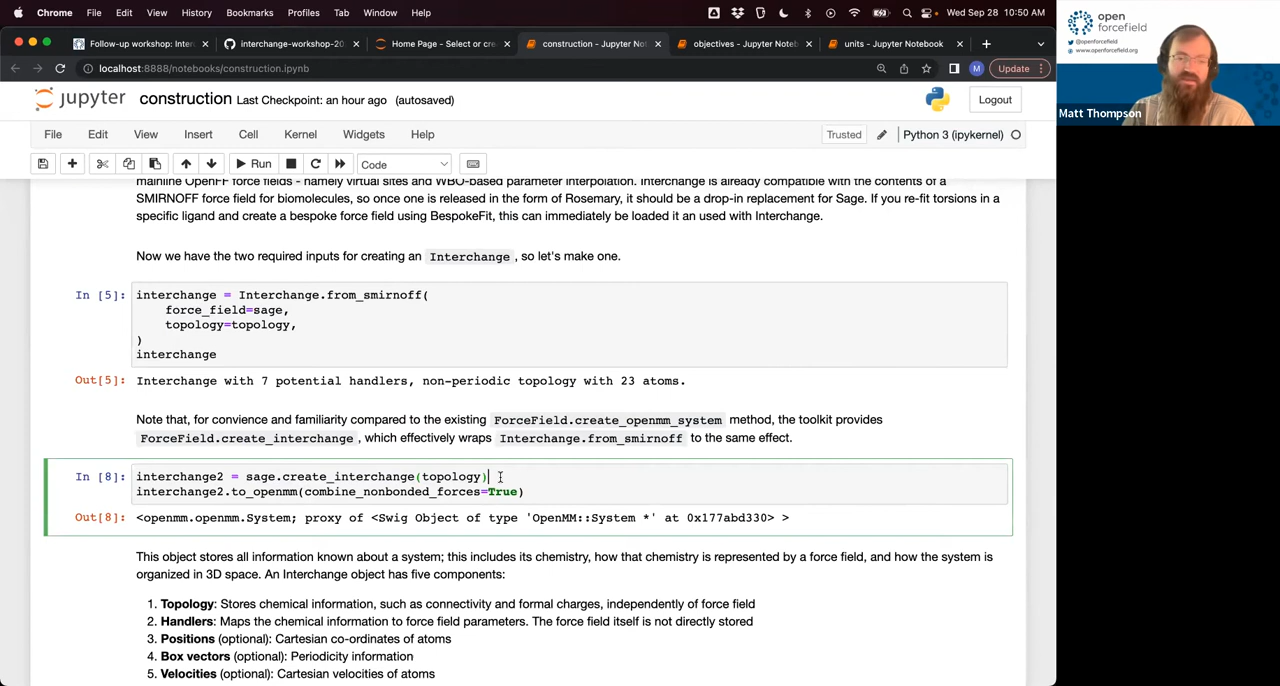 Chrome File Edit View History Bookmarks Profiles Tab Window Help Wed Sep 28 10:50 AM
Follow-up workshop: Inter interchange-workshop-20 Home Page - Select or cre construction - Jupyter No objectives - Jupyter Noteb units - Jupyter Notebook
localhost:8888/notebooks/construction.ipynb M Update
open
forcefield
@openforcefield
www.openforcefield.org
Matt Thompson
jupyter construction Last Checkpoint: an hour ago (autosaved) Logout
File Edit View Insert Cell Kernel Widgets Help Trusted Python 3 (ipykernel)
Run Code
mainline OpenFF force fields - namely virtual sites and WBO-based parameter interpolation. Interchange is already compatible with the contents of a
SMIRNOFF force field for biomolecules, so once one is released in the form of Rosemary, it should be a drop-in replacement for Sage. If you re-fit torsions in a
specific ligand and create a bespoke force field using BespokeFit, this can immediately be loaded it an used with Interchange.
Now we have the two required inputs for creating an Interchange , so let's make one.
In [5]: interchange = Interchange.from_smirnoff(
force_field=sage,
topology=topology,
)
interchange
Out[5]: Interchange with 7 potential handlers, non-periodic topology with 23 atoms.
Note that, for convience and familiarity compared to the existing ForceField.create_openmm_system method, the toolkit provides
ForceField.create_interchange , which effectively wraps Interchange.from_smirnoff to the same effect.
In [8]: interchange2 = sage.create_interchange(topology)
interchange2.to_openmm(combine_nonbonded_forces=True)
Out[8]: <openmm.openmm.System; proxy of <Swig Object of type 'OpenMM::System *' at 0x177abd330> >
This object stores all information known about a system; this includes its chemistry, how that chemistry is represented by a force field, and how the system is
organized in 3D space. An Interchange object has five components:
1. Topology: Stores chemical information, such as connectivity and formal charges, independently of force field
2. Handlers: Maps the chemical information to force field parameters. The force field itself is not directly stored
3. Positions (optional): Cartesian co-ordinates of atoms
4. Box vectors (optional): Periodicity information
5. Velocities (optional): Cartesian velocities of atoms